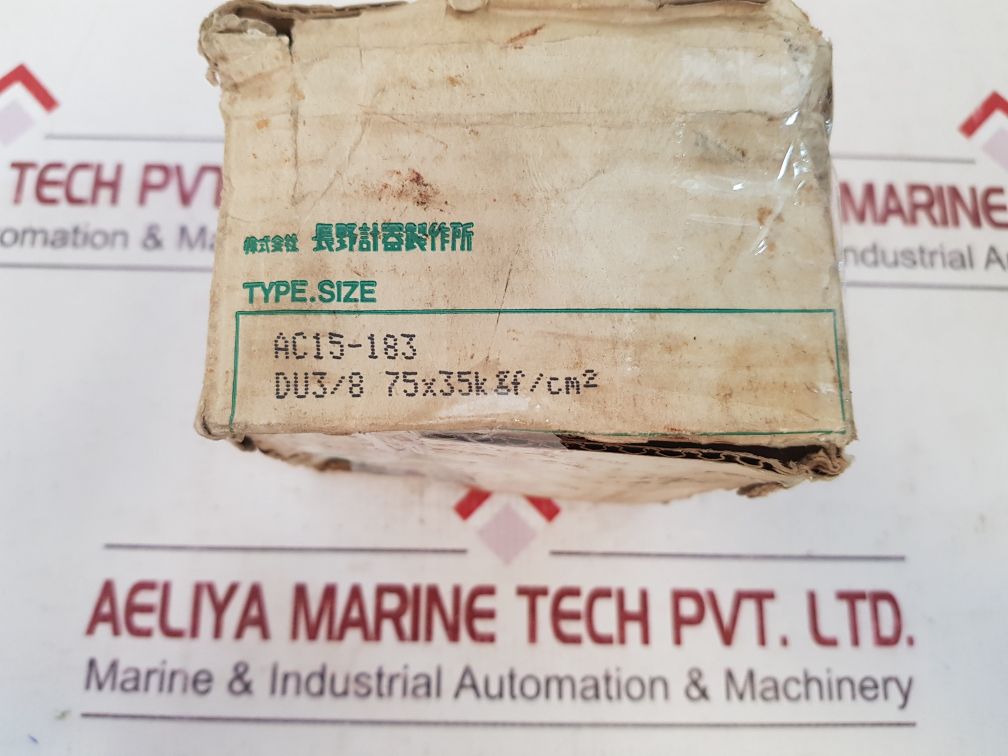 TECH PVT
omation & Ma
MARINE
ndustrial A
株式会社 長野計器製作所
TYPE.SIZE
AC15-183
DU3/8 75x35kgf/cm²
AELIYA MARINE TECH PVT. LTD.
Marine & Industrial Automation & Machinery